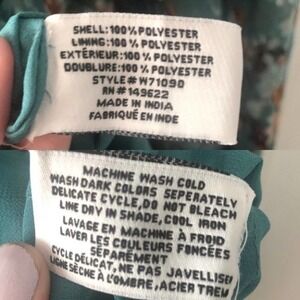 SHELL: 100% POLYESTER
LINING: 100% POLYESTER
EXTÉRIEUR: 100% POLYESTER
DOUBLURE: 100% POLYESTER
STYLE# W71090
RN# 149622
MADE IN INDIA
FABRIQUÉ EN INDE
MACHINE WASH COLD
WASH DARK COLORS SEPERATELY
DELICATE CYCLE, DO NOT BLEACH
LINE DRY IN SHADE, COOL IRON
LAVAGE EN MACHINE À FROID
LAVER LES COULEURS FONCÉES
SÉPARÉMENT
CYCLE DÉLICAT, NE PAS JAVELLISER
LIGNE SÈCHE À L'OMBRE, ACIER TREM